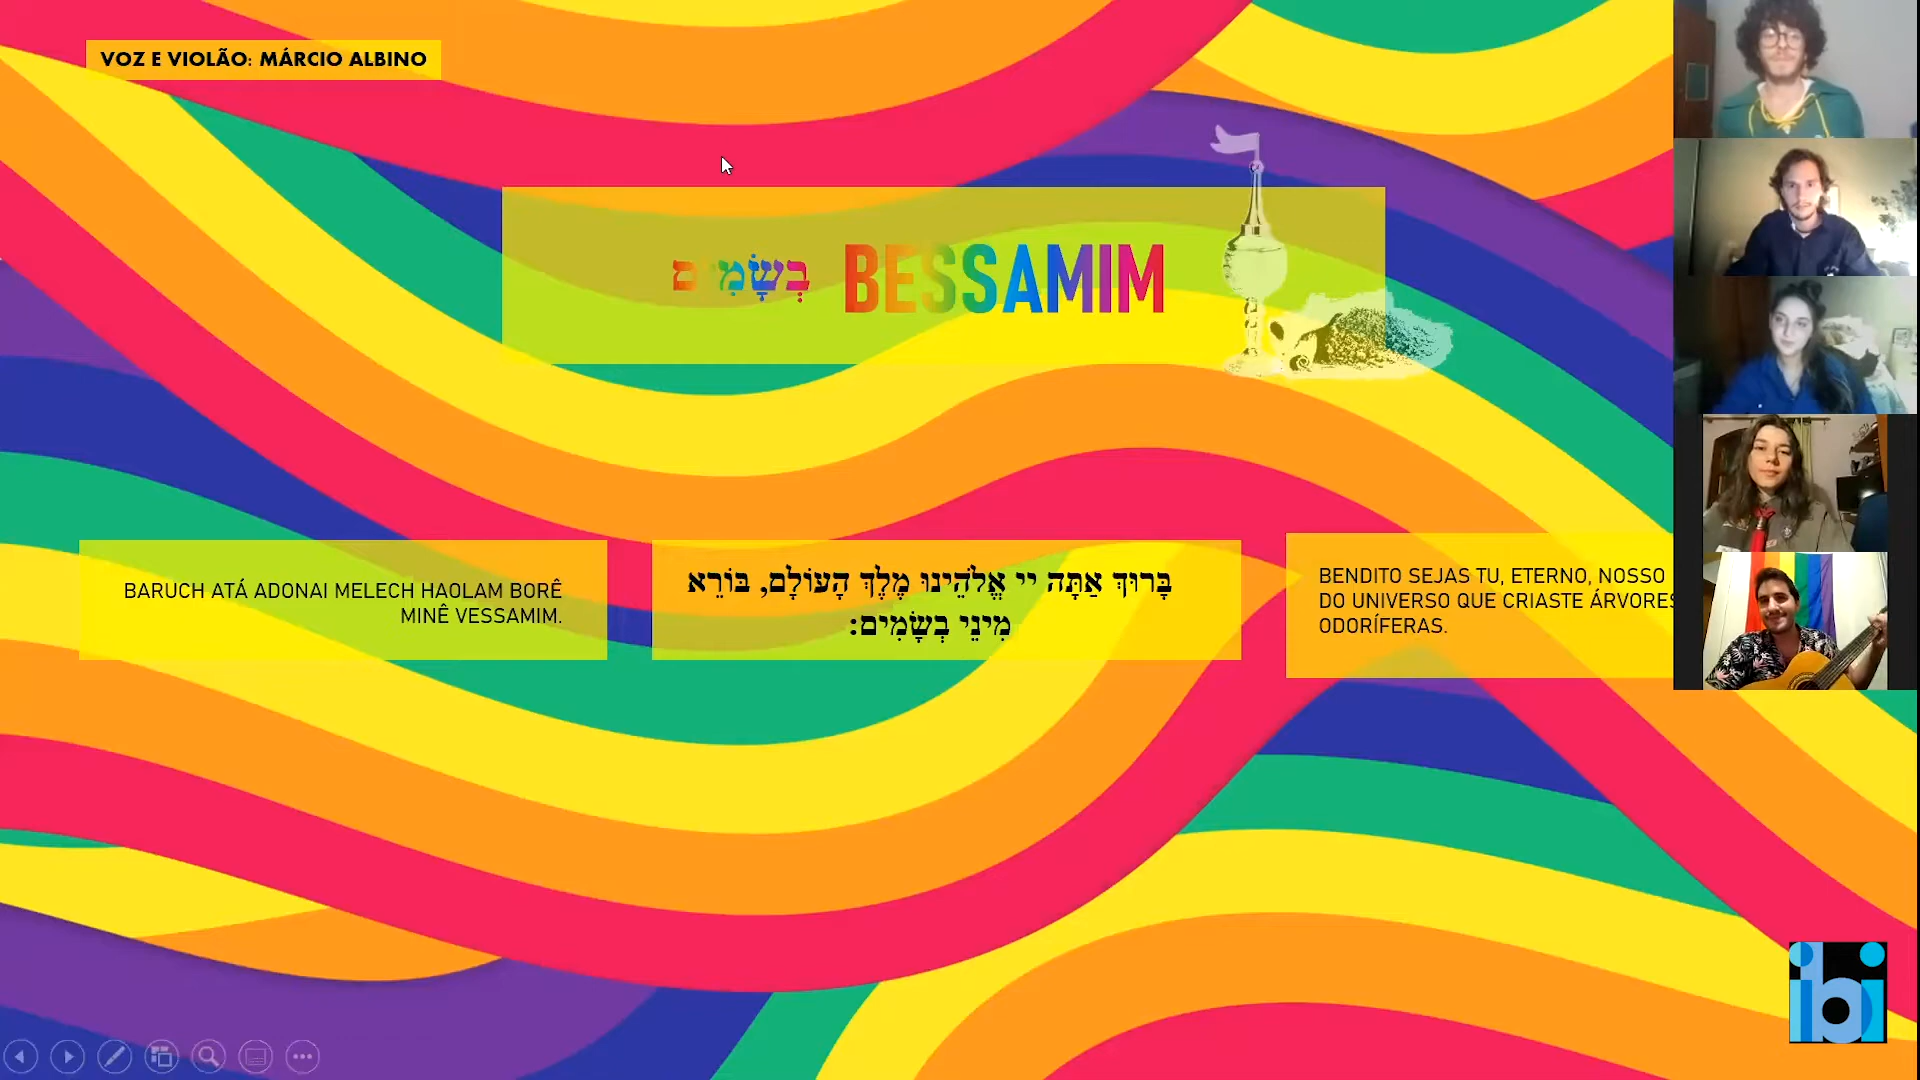 VOZ E VIOLÃO: MÁRCIO ALBINO
בְּשָׂמִים BESSAMIM
BARUCH ATÁ ADONAI MELECH HAOLAM BORÊ
MINÊ VESSAMIM.
בָּרוּךְ אַתָּה יי אֱלֹהֵינוּ מֶלֶךְ הָעוֹלָם, בּוֹרֵא
מִינֵי בְשָׂמִים:
BENDITO SEJAS TU, ETERNO, NOSSO
DO UNIVERSO QUE CRIASTE ÁRVORES
ODORÍFERAS.
ibi